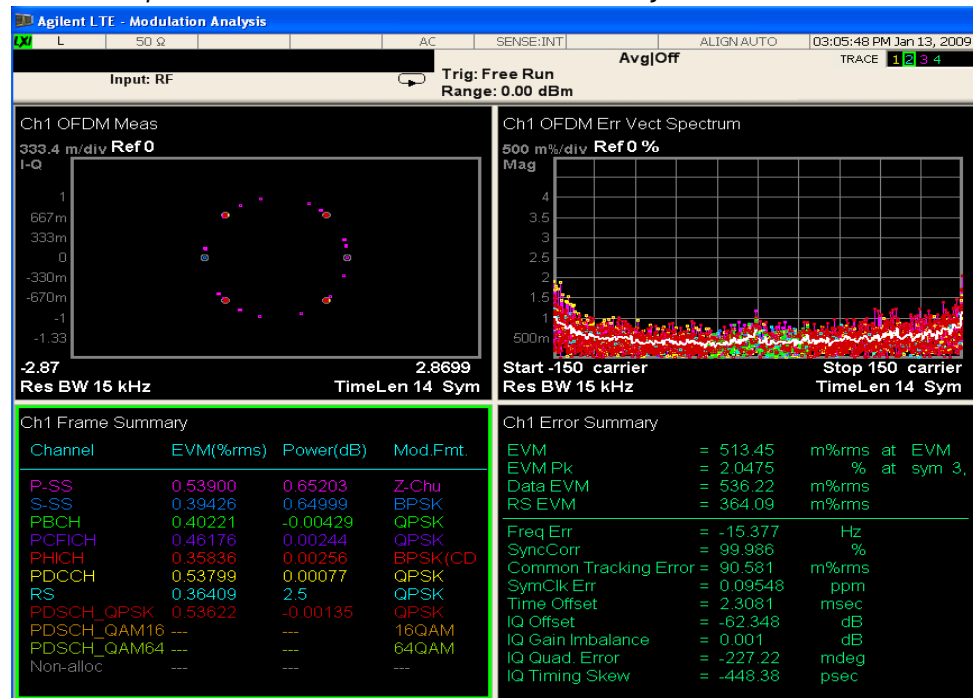 Agilent LTE - Modulation Analysis
LXI L 50 Ω AC SENSE:INT ALIGN AUTO 03:05:48 PM Jan 13, 2009
Avg|Off TRACE 1 2 3 4
Input: RF Trig: Free Run
Range: 0.00 dBm
Ch1 OFDM Meas
333.4 m/div Ref 0
I-Q
1
667m
333m
0
-330m
-670m
-1
-1.33
-2.87 2.8699
Res BW 15 kHz TimeLen 14 Sym
Ch1 OFDM Err Vect Spectrum
500 m%/div Ref 0 %
Mag
4
3.5
3
2.5
2
1.5
1
500m
Start -150 carrier Stop 150 carrier
Res BW 15 kHz TimeLen 14 Sym
Ch1 Frame Summary
Channel EVM(%rms) Power(dB) Mod.Fmt.
P-SS 0.53900 0.65203 Z-Chu
S-SS 0.39426 0.64999 BPSK
PBCH 0.40221 -0.00429 QPSK
PCFICH 0.46176 0.00244 QPSK
PHICH 0.35836 0.00256 BPSK(CD
PDCCH 0.53799 0.00077 QPSK
RS 0.36409 2.5 QPSK
PDSCH_QPSK 0.53622 -0.00135 QPSK
PDSCH_QAM16 --- --- 16QAM
PDSCH_QAM64 --- --- 64QAM
Non-alloc --- --- ---
Ch1 Error Summary
EVM = 513.45 m%rms at EVM
EVM Pk = 2.0475 % at sym 3,
Data EVM = 536.22 m%rms
RS EVM = 364.09 m%rms
Freq Err = -15.377 Hz
SyncCorr = 99.986 %
Common Tracking Error = 90.581 m%rms
SymClk Err = 0.09548 ppm
Time Offset = 2.3081 msec
IQ Offset = -62.348 dB
IQ Gain Imbalance = 0.001 dB
IQ Quad. Error = -227.22 mdeg
IQ Timing Skew = -448.38 psec